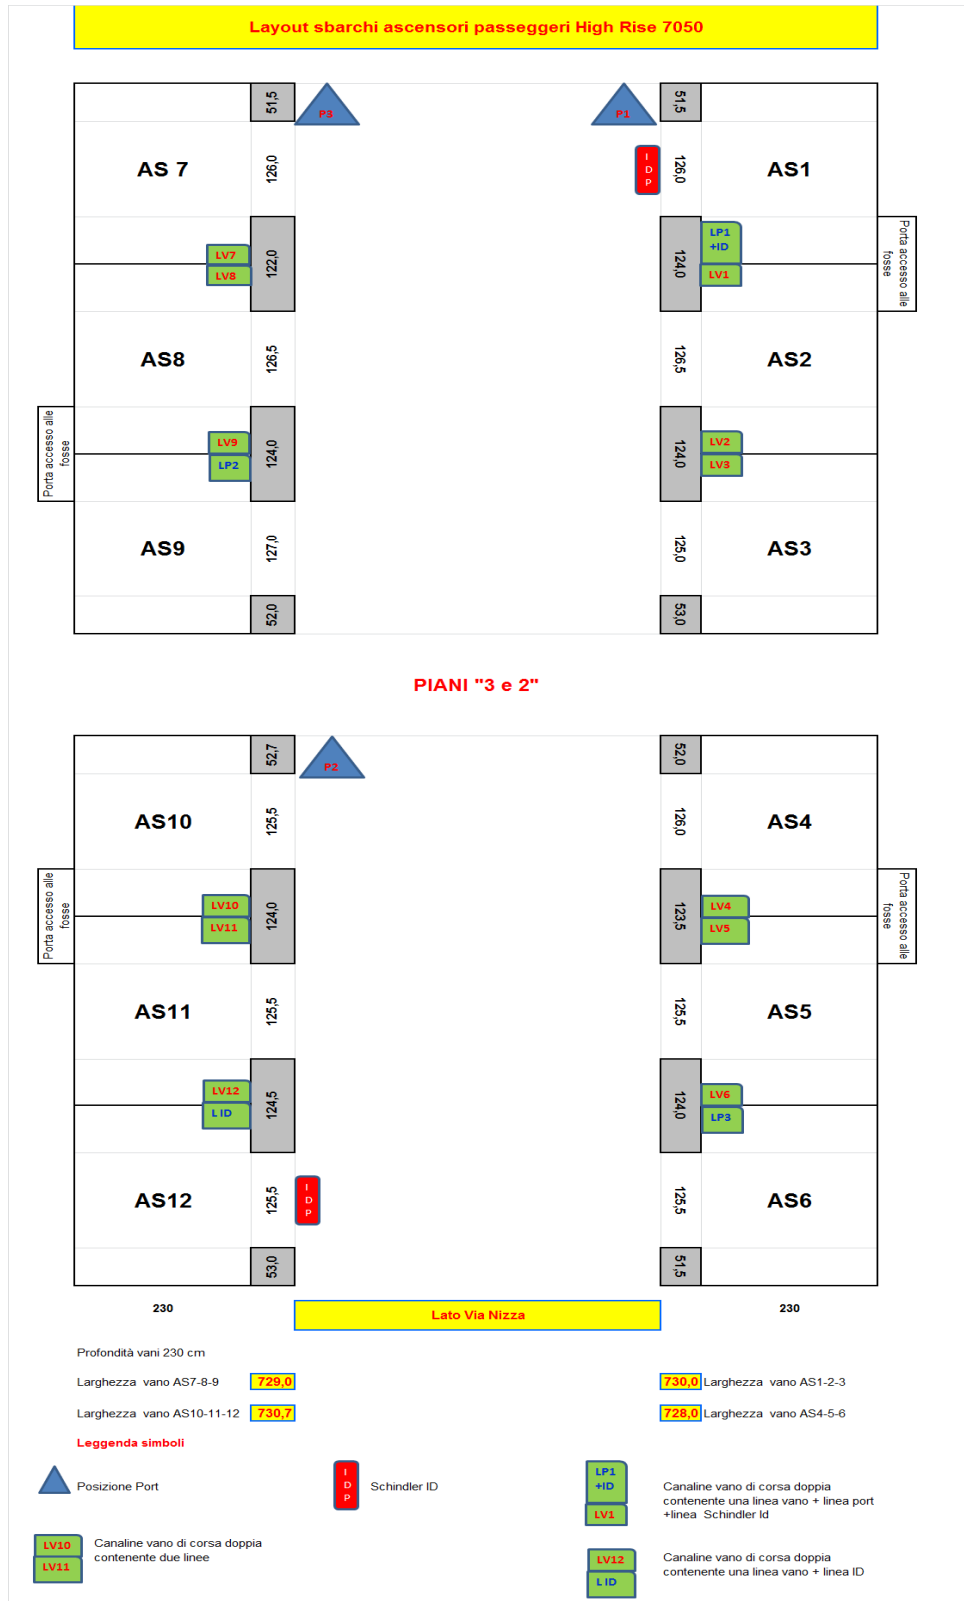 Layout sbarchi ascensori passeggeri High Rise 7050
51,5
P3
P1
51,5
AS 7
126,0
I
D
P
126,0
AS1
LV7
LV8
122,0
124,0
LP1
+ID
LV1
Porta accesso alle
fosse
AS8
126,5
126,5
AS2
Porta accesso alle
fosse
LV9
LP2
124,0
124,0
LV2
LV3
AS9
127,0
125,0
AS3
52,0
53,0
PIANI "3 e 2"
52,7
P2
52,0
AS10
125,5
126,0
AS4
Porta accesso alle
fosse
LV10
LV11
124,0
123,5
LV4
LV5
Porta accesso alle
fosse
AS11
125,5
125,5
AS5
LV12
L ID
124,5
124,0
LV6
LP3
AS12
125,5
I
D
P
125,5
AS6
53,0
51,5
230
Lato Via Nizza
230
Profondità vani 230 cm
Larghezza vano AS7-8-9 729,0
730,0 Larghezza vano AS1-2-3
Larghezza vano AS10-11-12 730,7
728,0 Larghezza vano AS4-5-6
Leggenda simboli
Posizione Port
I
D
P
Schindler ID
LP1
+ID
LV1
Canaline vano di corsa doppia
contenente una linea vano + linea port
+linea Schindler Id
LV10
LV11
Canaline vano di corsa doppia
contenente due linee
LV12
L ID
Canaline vano di corsa doppia
contenente una linea vano + linea ID